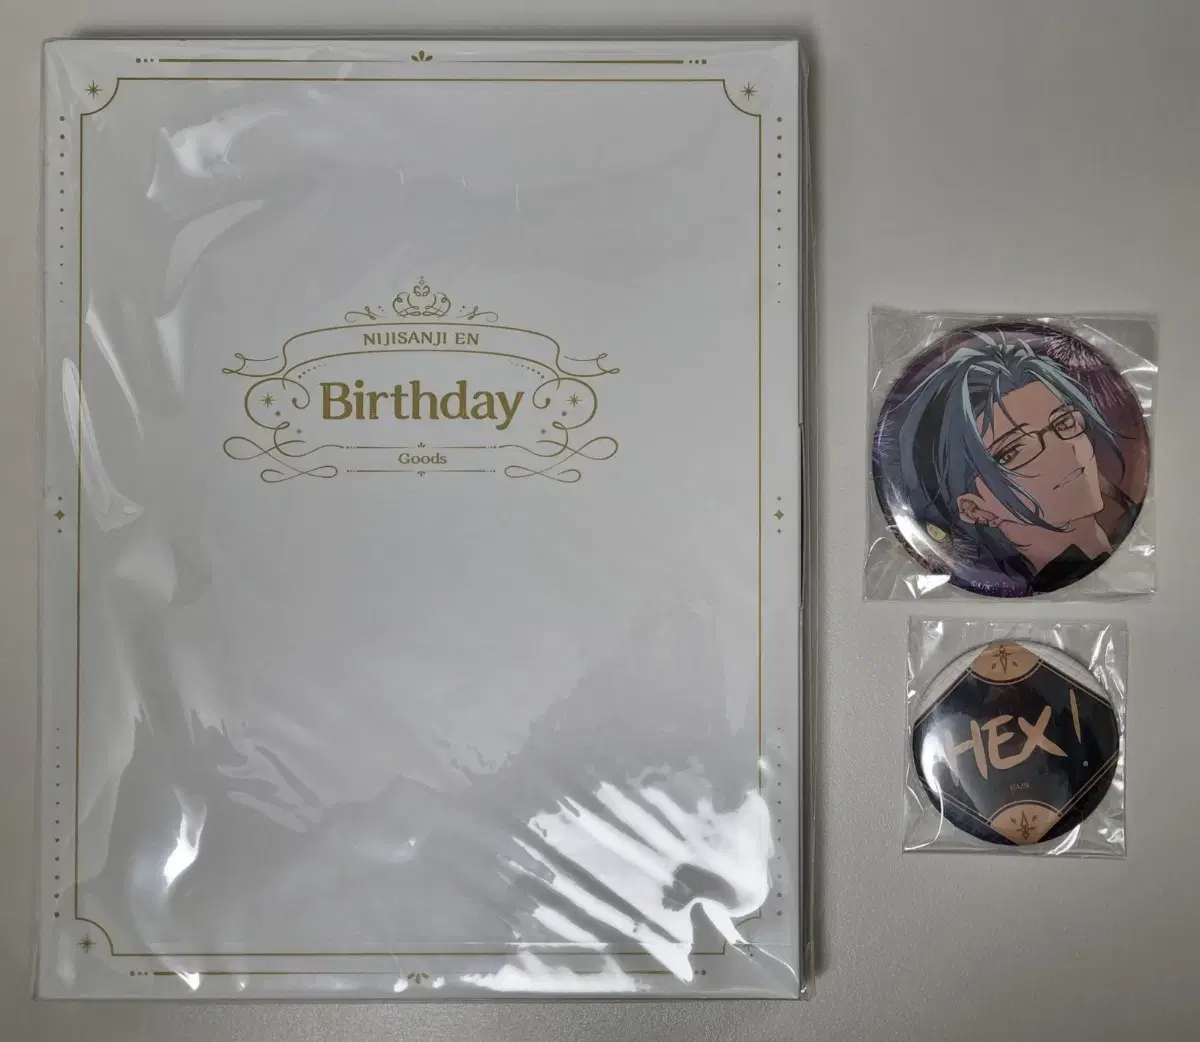 NIJISANJI EN
Birthday
Goods
HEX!